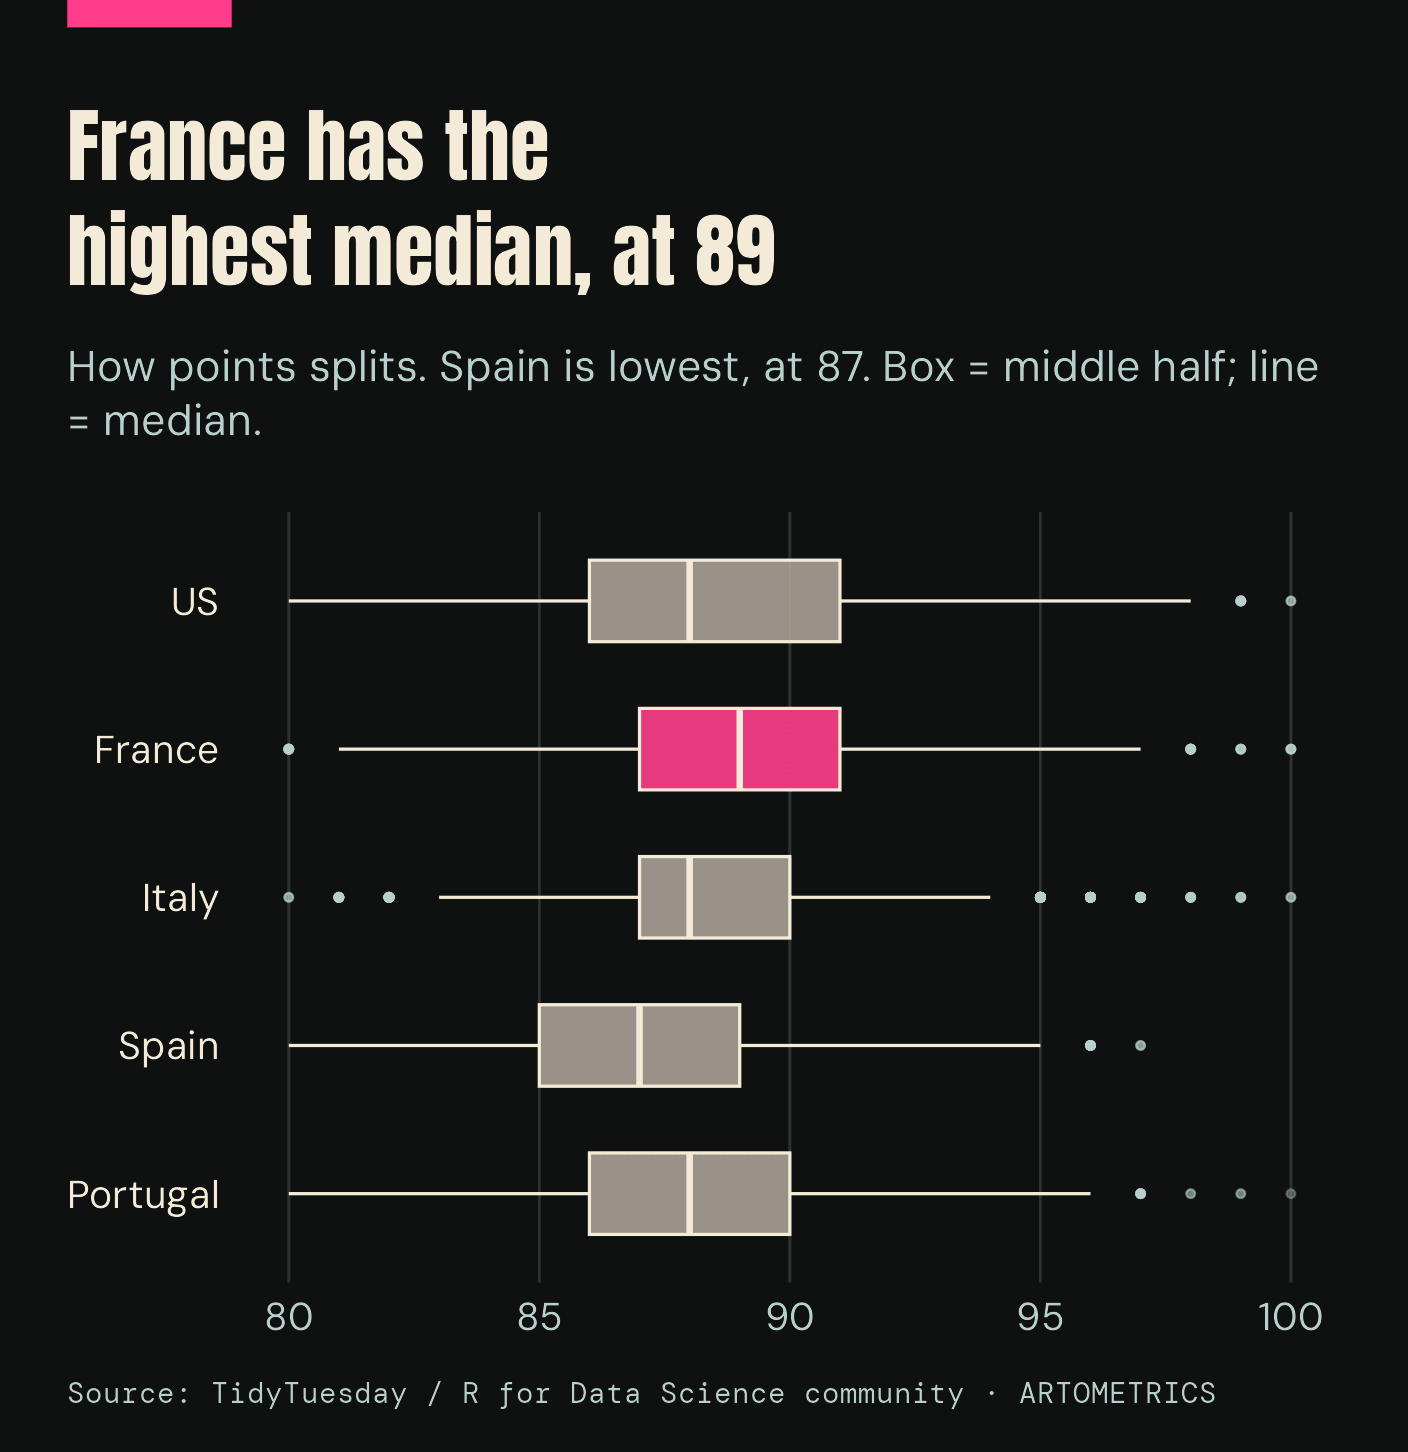 France has the
highest median, at 89
How points splits. Spain is lowest, at 87. Box = middle half; line
= median.
US
France
Italy
Spain
Portugal
80 85 90 95 100
Source: TidyTuesday / R for Data Science community · ARTOMETRICS